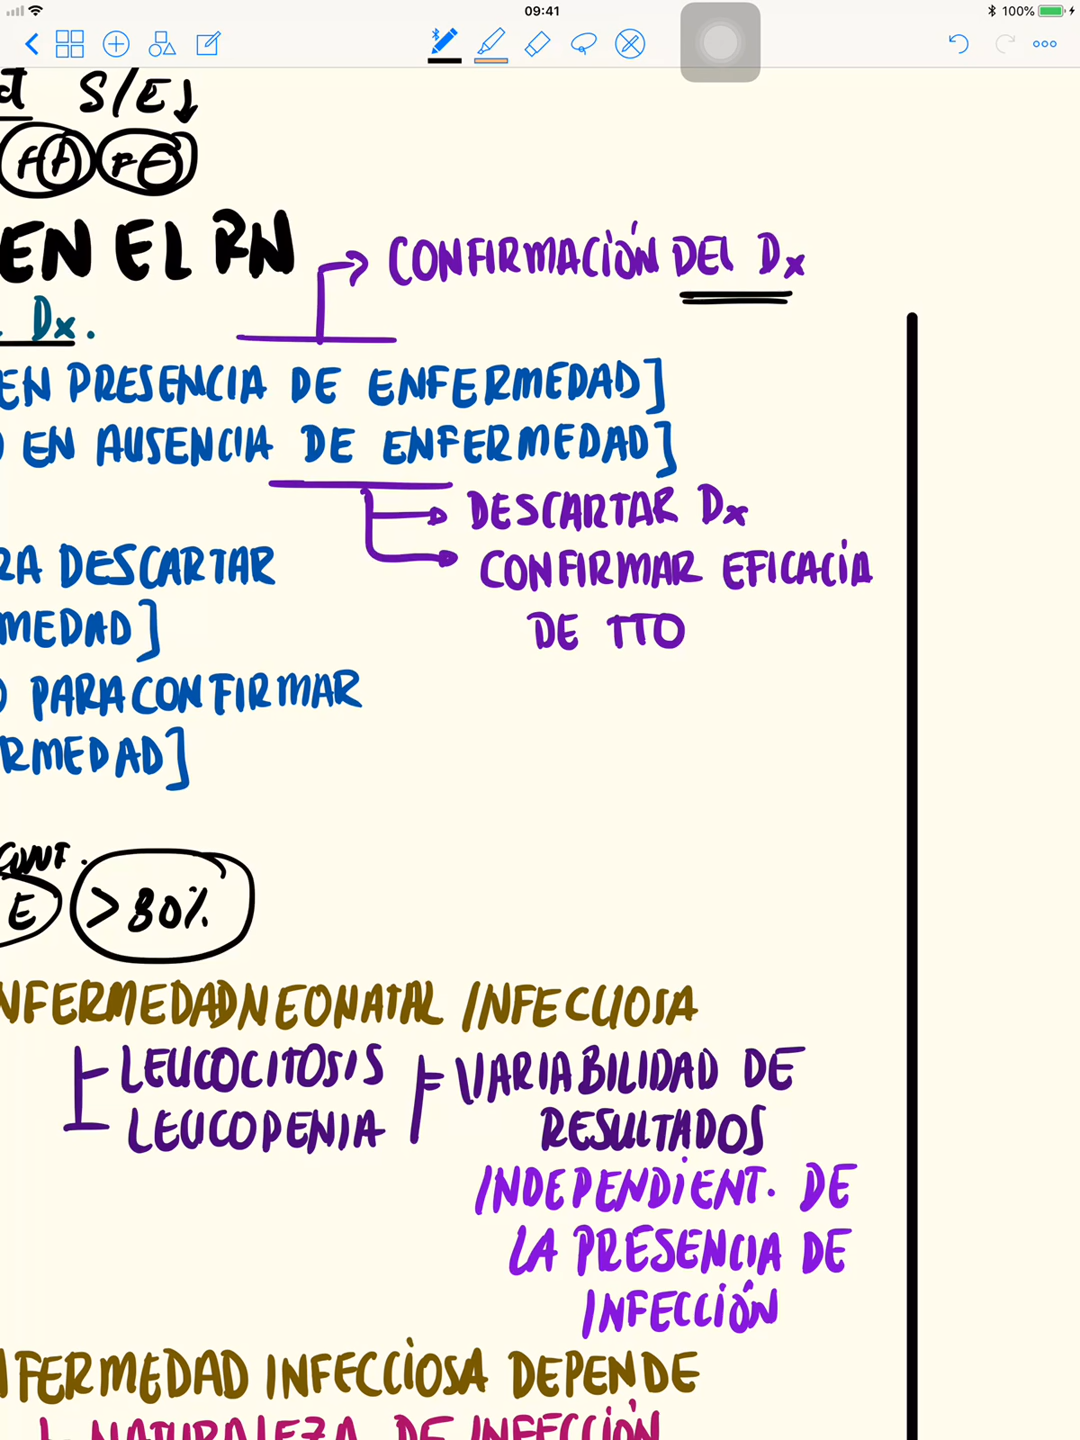 09:41
100%
S/E↓
EN EL RN
CONFIRMACIÓN DEL Dx
Dx.
EN PRESENCIA DE ENFERMEDAD]
EN AUSENCIA DE ENFERMEDAD]
DESCARTAR Dx
RA DESCARTAR
CONFIRMAR EFICACIA
MEDAD]
DE TTO
PARA CONFIRMAR
RMEDAD]
CONF.
E >80%
NFERMEDAD NEONATAL INFECCIOSA
LEUCOCITOSIS
VARIABILIDAD DE
LEUCOPENIA
RESULTADOS
INDEPENDIENT. DE
LA PRESENCIA DE
INFECCIÓN
NFERMEDAD INFECCIOSA DEPENDE
NATURALEZA DE INFECCIÓN